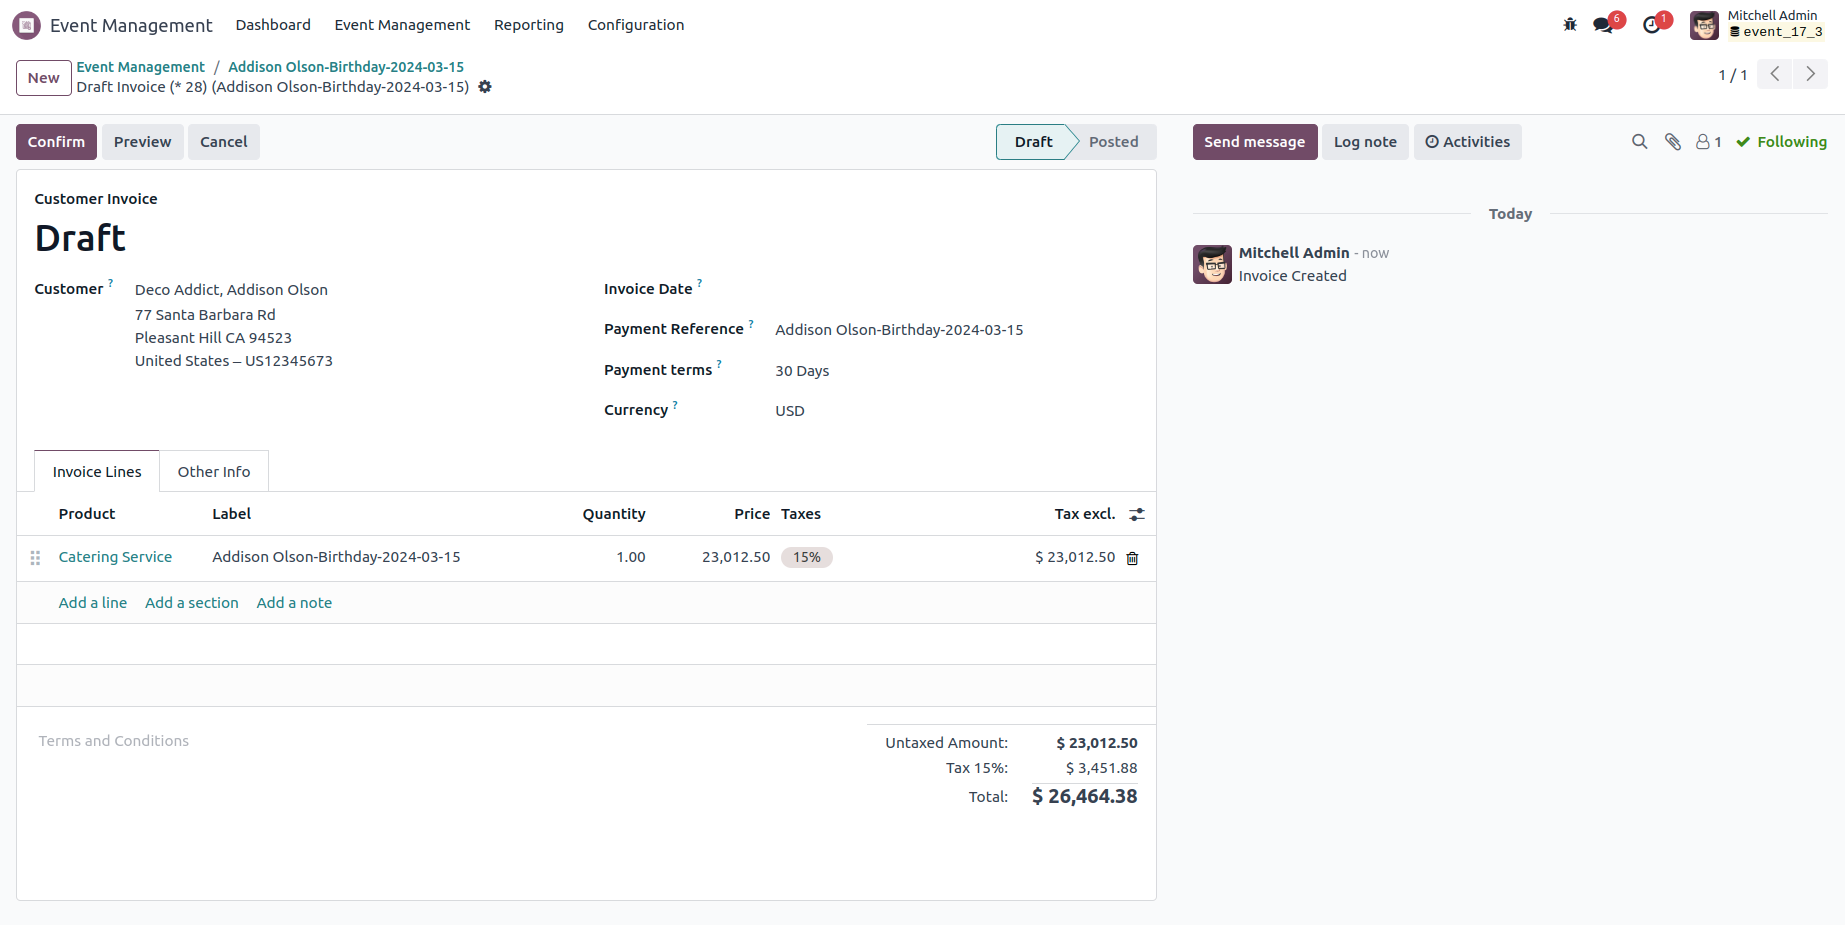 Event Management Dashboard Event Management Reporting Configuration 6 1 Mitchell Admin
event_17_3
New Event Management / Addison Olson-Birthday-2024-03-15
Draft Invoice (* 28) (Addison Olson-Birthday-2024-03-15)
1 / 1
Confirm Preview Cancel Draft Posted Send message Log note Activities 1 Following
Customer Invoice
Draft
Customer ? Deco Addict, Addison Olson
77 Santa Barbara Rd
Pleasant Hill CA 94523
United States – US12345673
Invoice Date ?
Payment Reference ? Addison Olson-Birthday-2024-03-15
Payment terms ? 30 Days
Currency ? USD
Invoice Lines Other Info
Product Label Quantity Price Taxes Tax excl.
Catering Service Addison Olson-Birthday-2024-03-15 1.00 23,012.50 15% $ 23,012.50
Add a line Add a section Add a note
Terms and Conditions
Untaxed Amount: $ 23,012.50
Tax 15%: $ 3,451.88
Total: $ 26,464.38
Today
Mitchell Admin - now
Invoice Created